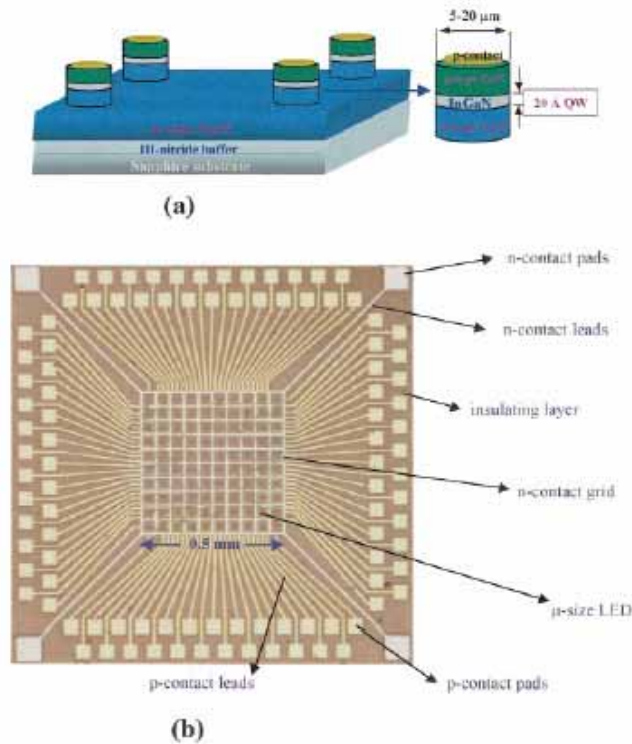 5-20 µm
p-contact
InGaN
20 A QW
III-nitride buffer
Sapphire substrate
(a)
n-contact pads
n-contact leads
insulating layer
n-contact grid
0.5 mm
µ-size LED
p-contact leads
p-contact pads
(b)